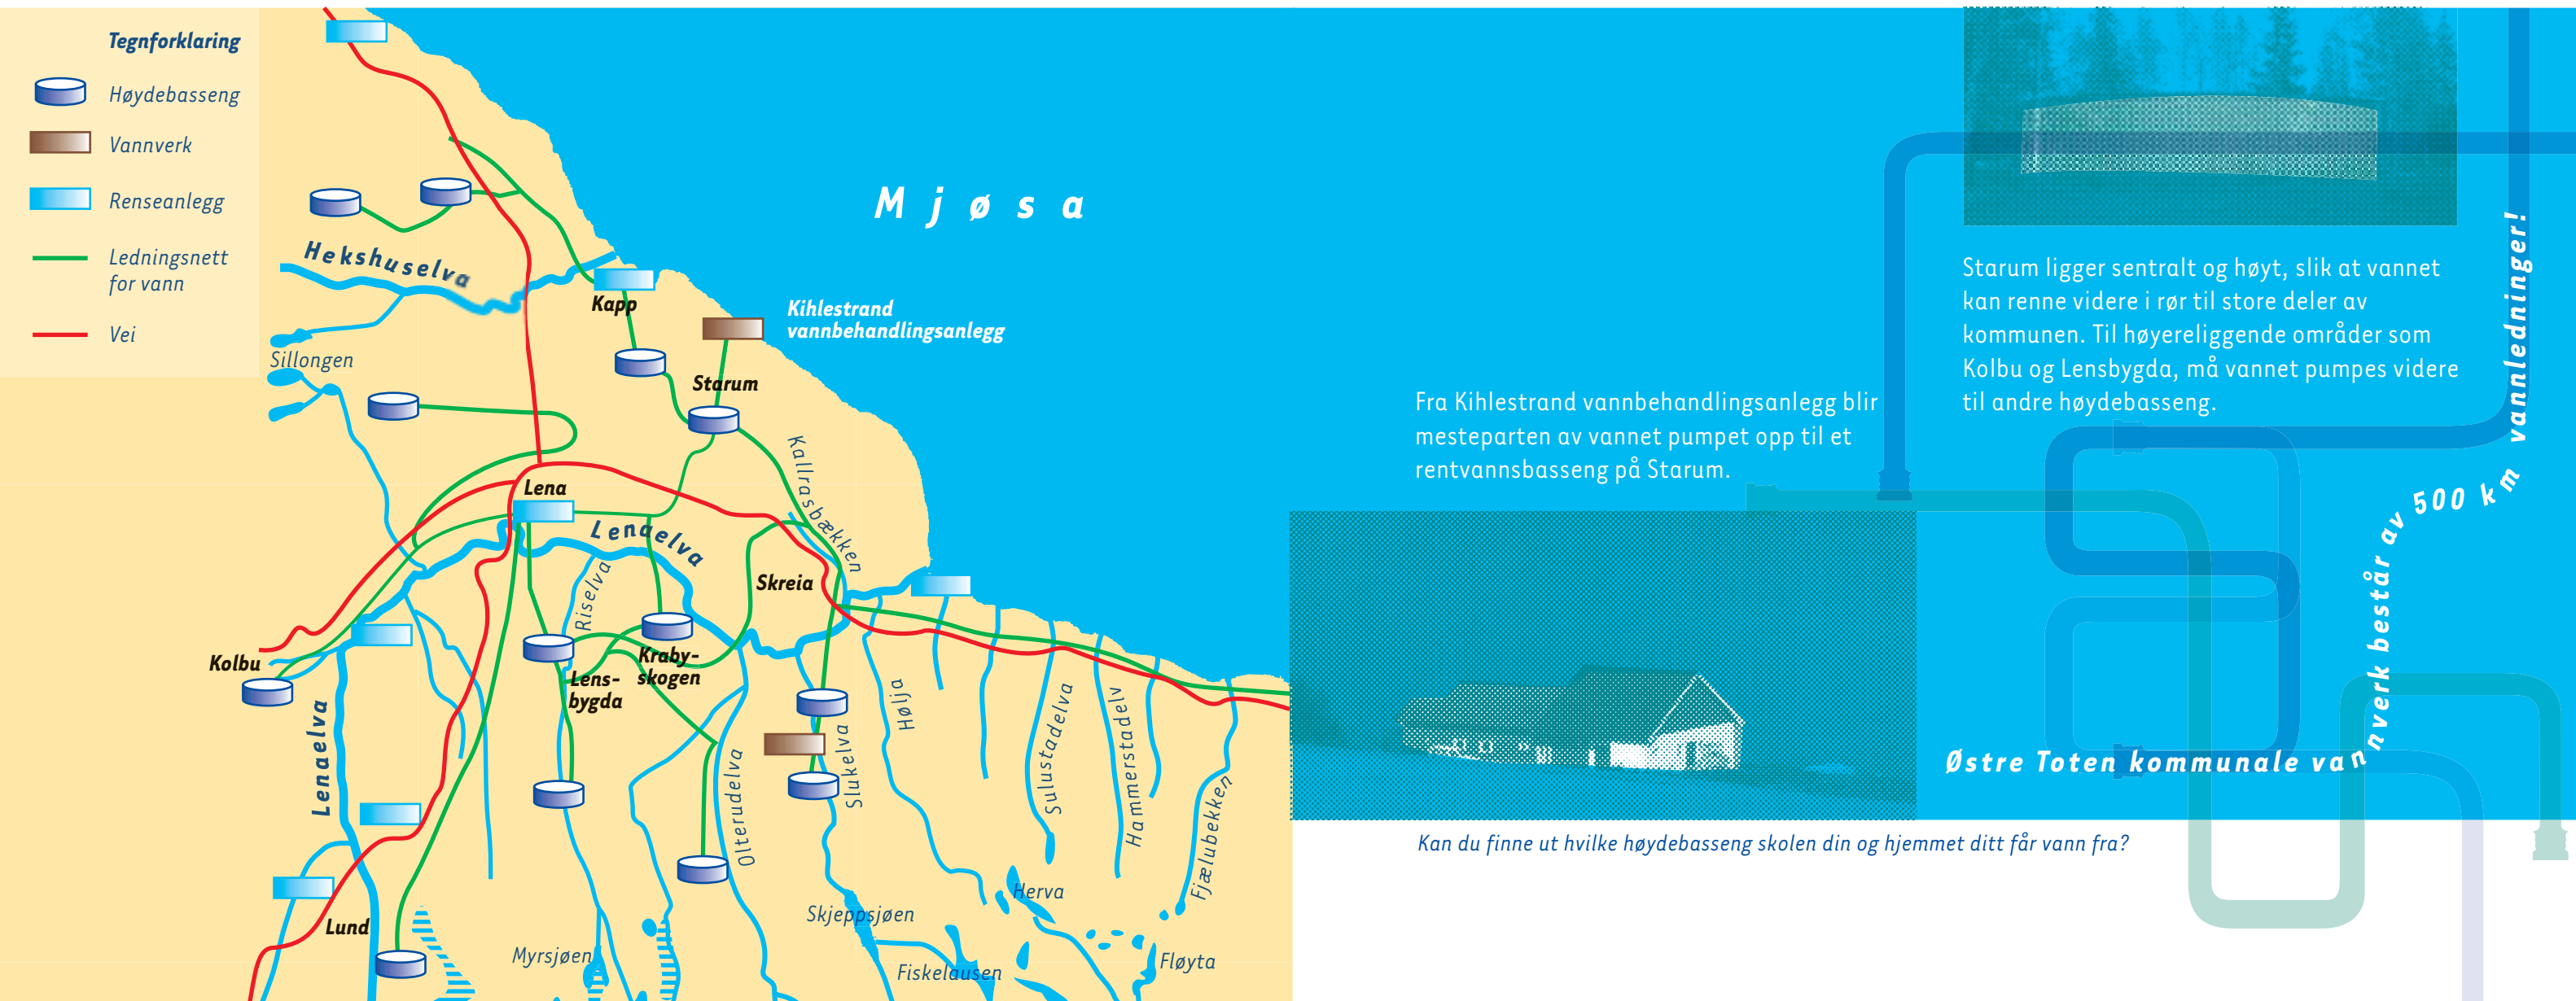 Tegnforklaring
Høydebasseng
Vannverk
Renseanlegg
Ledningsnett
for vann
Vei
Mjøsa
Hekshuselva
Kapp
Kihlestrand
vannbehandlingsanlegg
Sillongen
Starum
Kallrasbækken
Lena
Lenaelva
Riselva
Skreia
Kolbu
Kraby-
skogen
Lens-
bygda
Lenaelva
Olterudelva
Slukelva
Hølja
Sulustadelva
Hammerstadelv
Fjælubekken
Lund
Myrsjøen
Skjeppsjøen
Fiskelausen
Herva
Fløyta
Fra Kihlestrand vannbehandlingsanlegg blir
mesteparten av vannet pumpet opp til et
rentvannsbasseng på Starum.
Starum ligger sentralt og høyt, slik at vannet
kan renne videre i rør til store deler av
kommunen. Til høyereliggende områder som
Kolbu og Lensbygda, må vannet pumpes videre
til andre høydebasseng.
Østre Toten kommunale vannverk består av 500 km vannledninger!
Kan du finne ut hvilke høydebasseng skolen din og hjemmet ditt får vann fra?